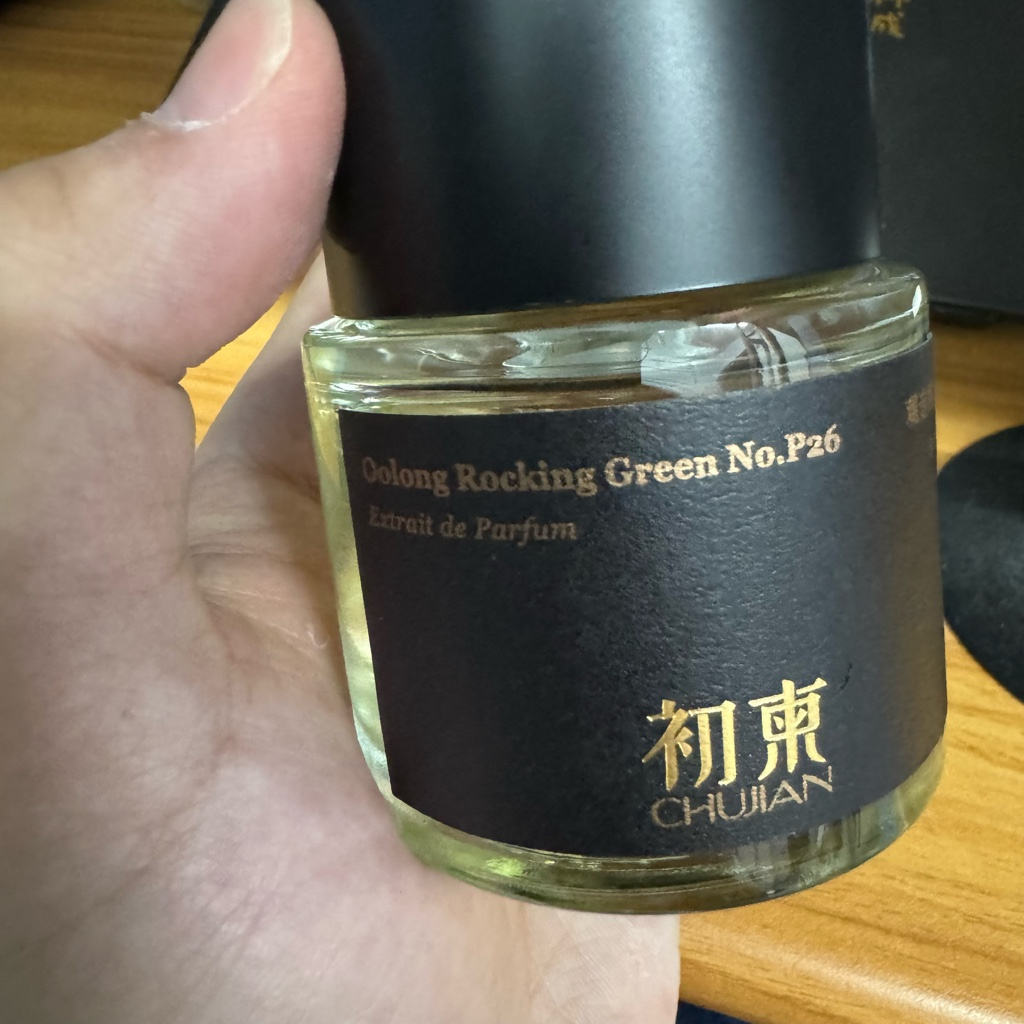 Oolong Rocking Green No.P26
Extrait de Parfum
初柬
CHUJIAN